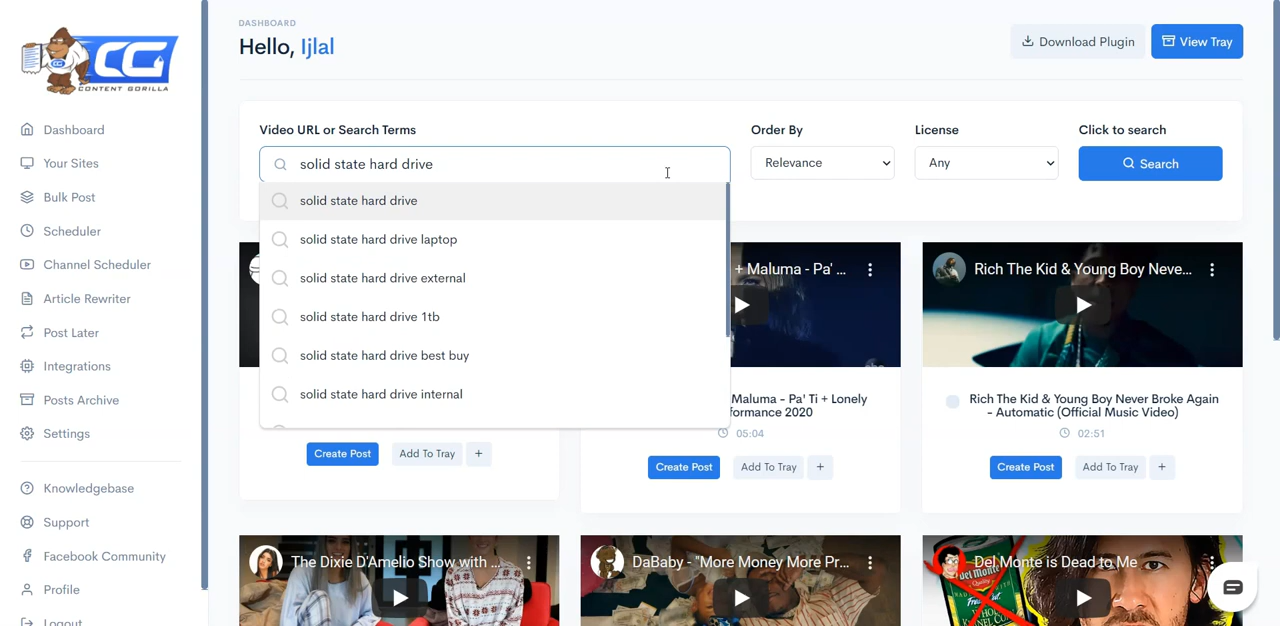 CG
CONTENT GORILLA
Dashboard
Your Sites
Bulk Post
Scheduler
Channel Scheduler
Article Rewriter
Post Later
Integrations
Posts Archive
Settings
Knowledgebase
Support
Facebook Community
Profile
Logout
DASHBOARD
Hello, Ijlal
Download Plugin
View Tray
Video URL or Search Terms
Order By
License
Click to search
solid state hard drive
Relevance
Any
Search
solid state hard drive
solid state hard drive laptop
solid state hard drive external
solid state hard drive 1tb
solid state hard drive best buy
solid state hard drive internal
+ Maluma - Pa' ...
Rich The Kid & Young Boy Neve...
Maluma - Pa' Ti + Lonely
formance 2020
05:04
Rich The Kid & Young Boy Never Broke Again
- Automatic (Official Music Video)
02:51
Create Post
Add To Tray
+
Create Post
Add To Tray
+
Create Post
Add To Tray
+
The Dixie D'Amelio Show with ...
DaBaby - "More Money More Pr...
Del Monte is Dead to Me